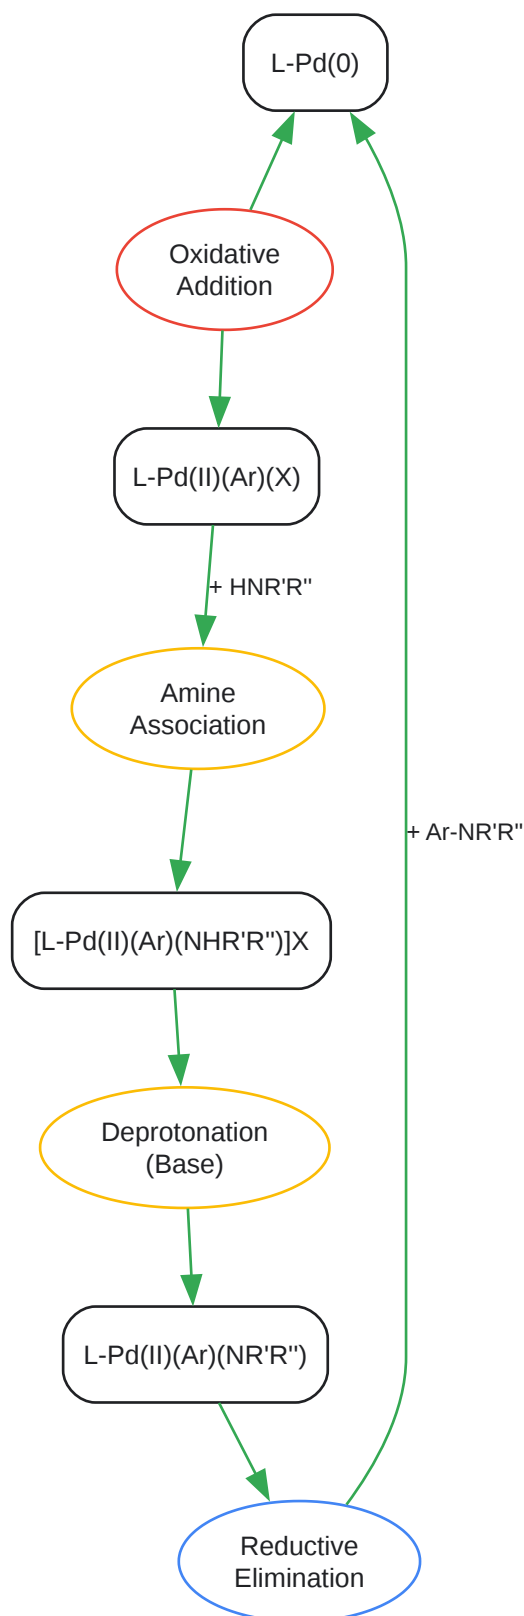 L-Pd(0)
Oxidative
Addition
L-Pd(II)(Ar)(X)
+ HNR'R"
Amine
Association
+ Ar-NR'R"
[L-Pd(II)(Ar)(NHR'R")]X
Deprotonation
(Base)
L-Pd(II)(Ar)(NR'R")
Reductive
Elimination